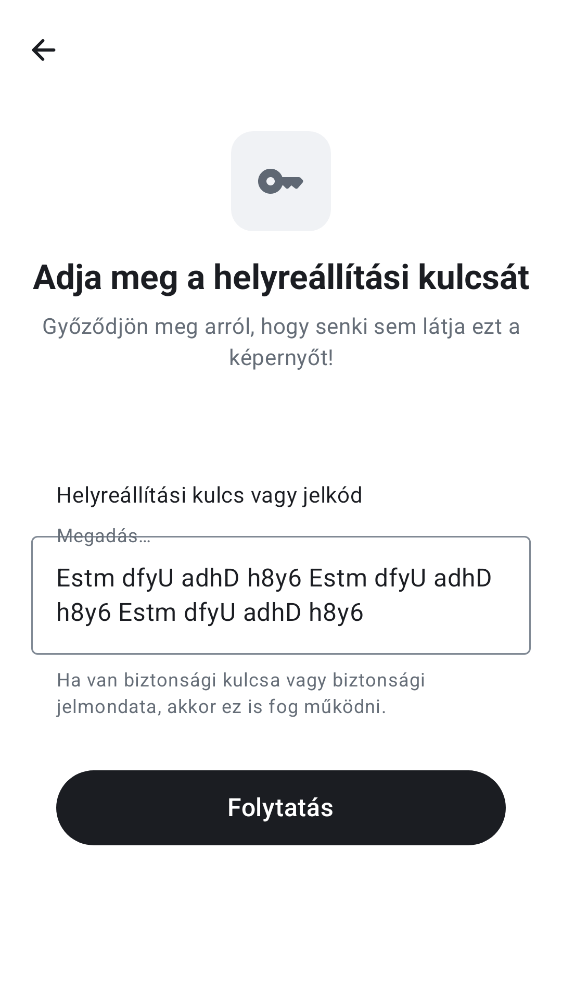 Adja meg a helyreállítási kulcsát
Győződjön meg arról, hogy senki sem látja ezt a
képernyőt!
Helyreállítási kulcs vagy jelkód
Megadás…
Estm dfyU adhD h8y6 Estm dfyU adhD
h8y6 Estm dfyU adhD h8y6
Ha van biztonsági kulcsa vagy biztonsági
jelmondata, akkor ez is fog működni.
Folytatás